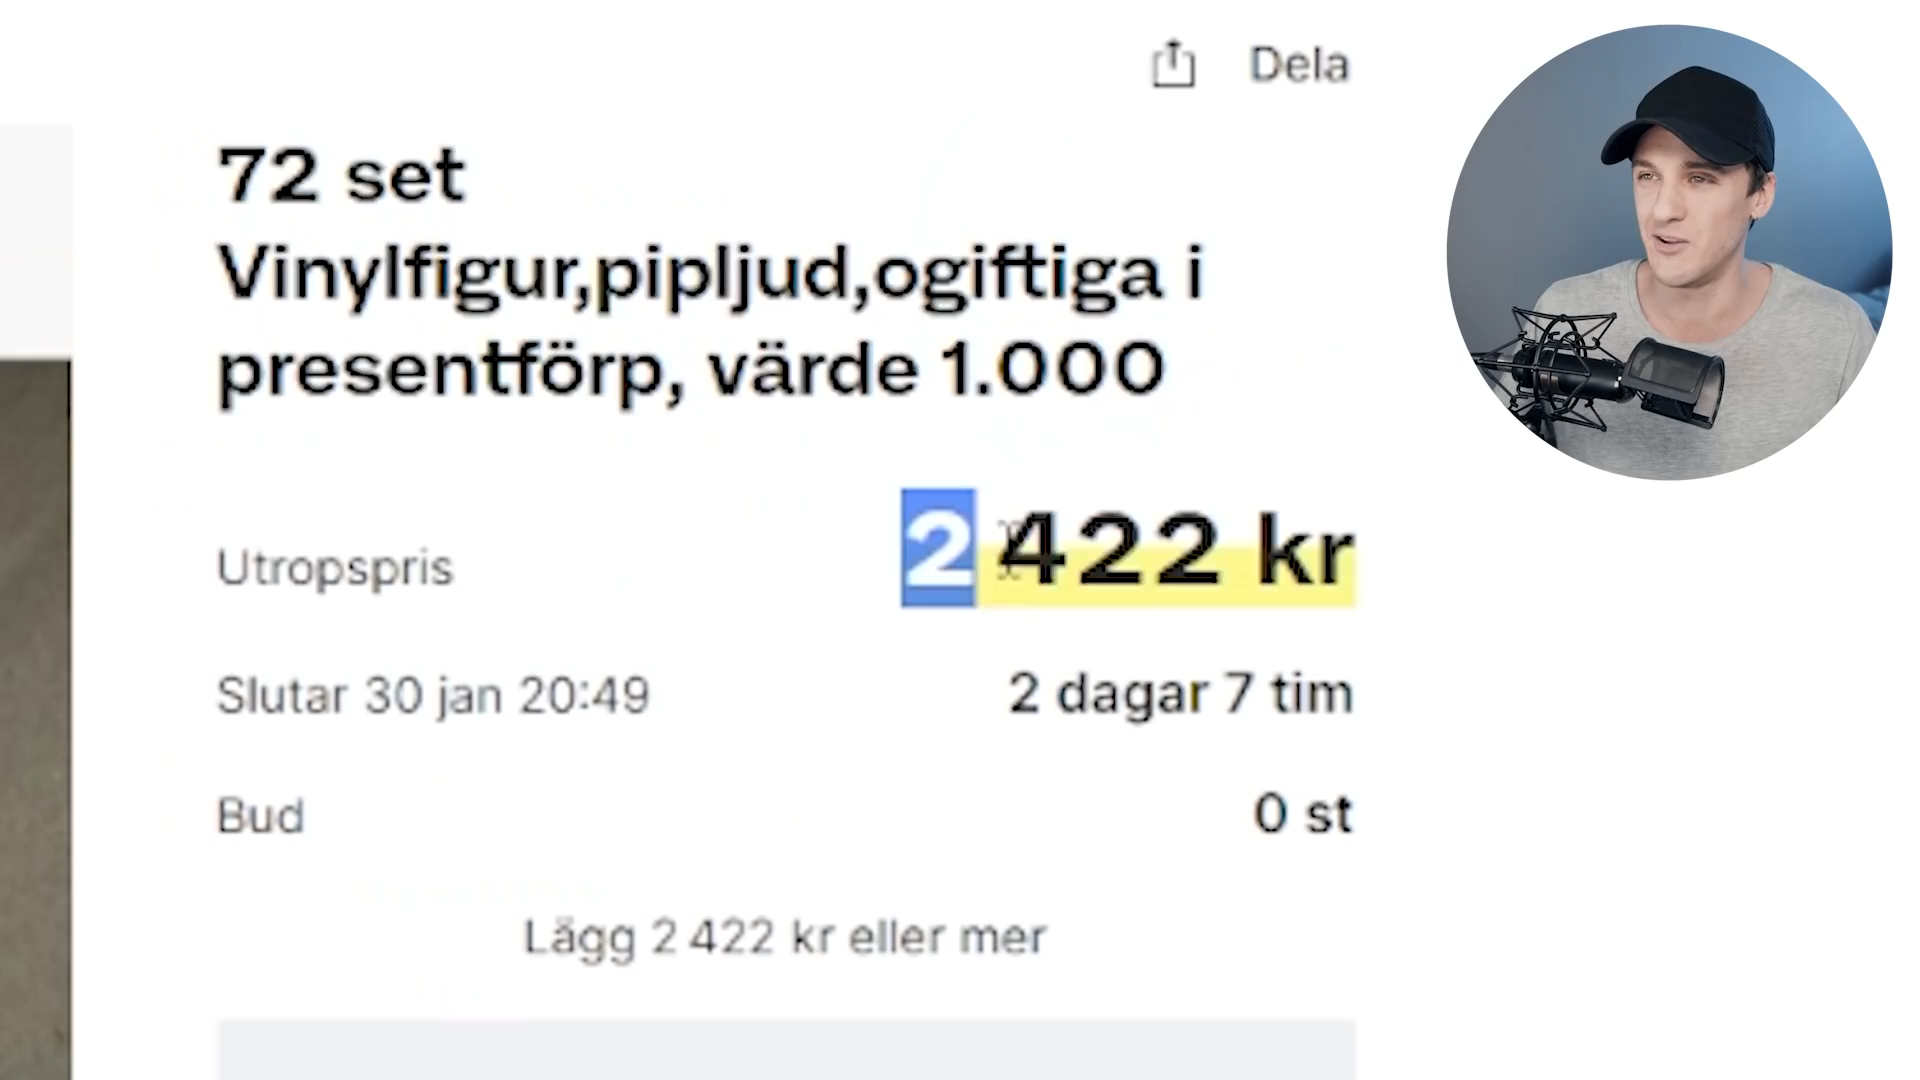 Dela
72 set
Vinylfigur,pipljud,ogiftiga i
presentförp, värde 1.000
Utropspris 2 422 kr
Slutar 30 jan 20:49 2 dagar 7 tim
Bud 0 st
Lägg 2 422 kr eller mer